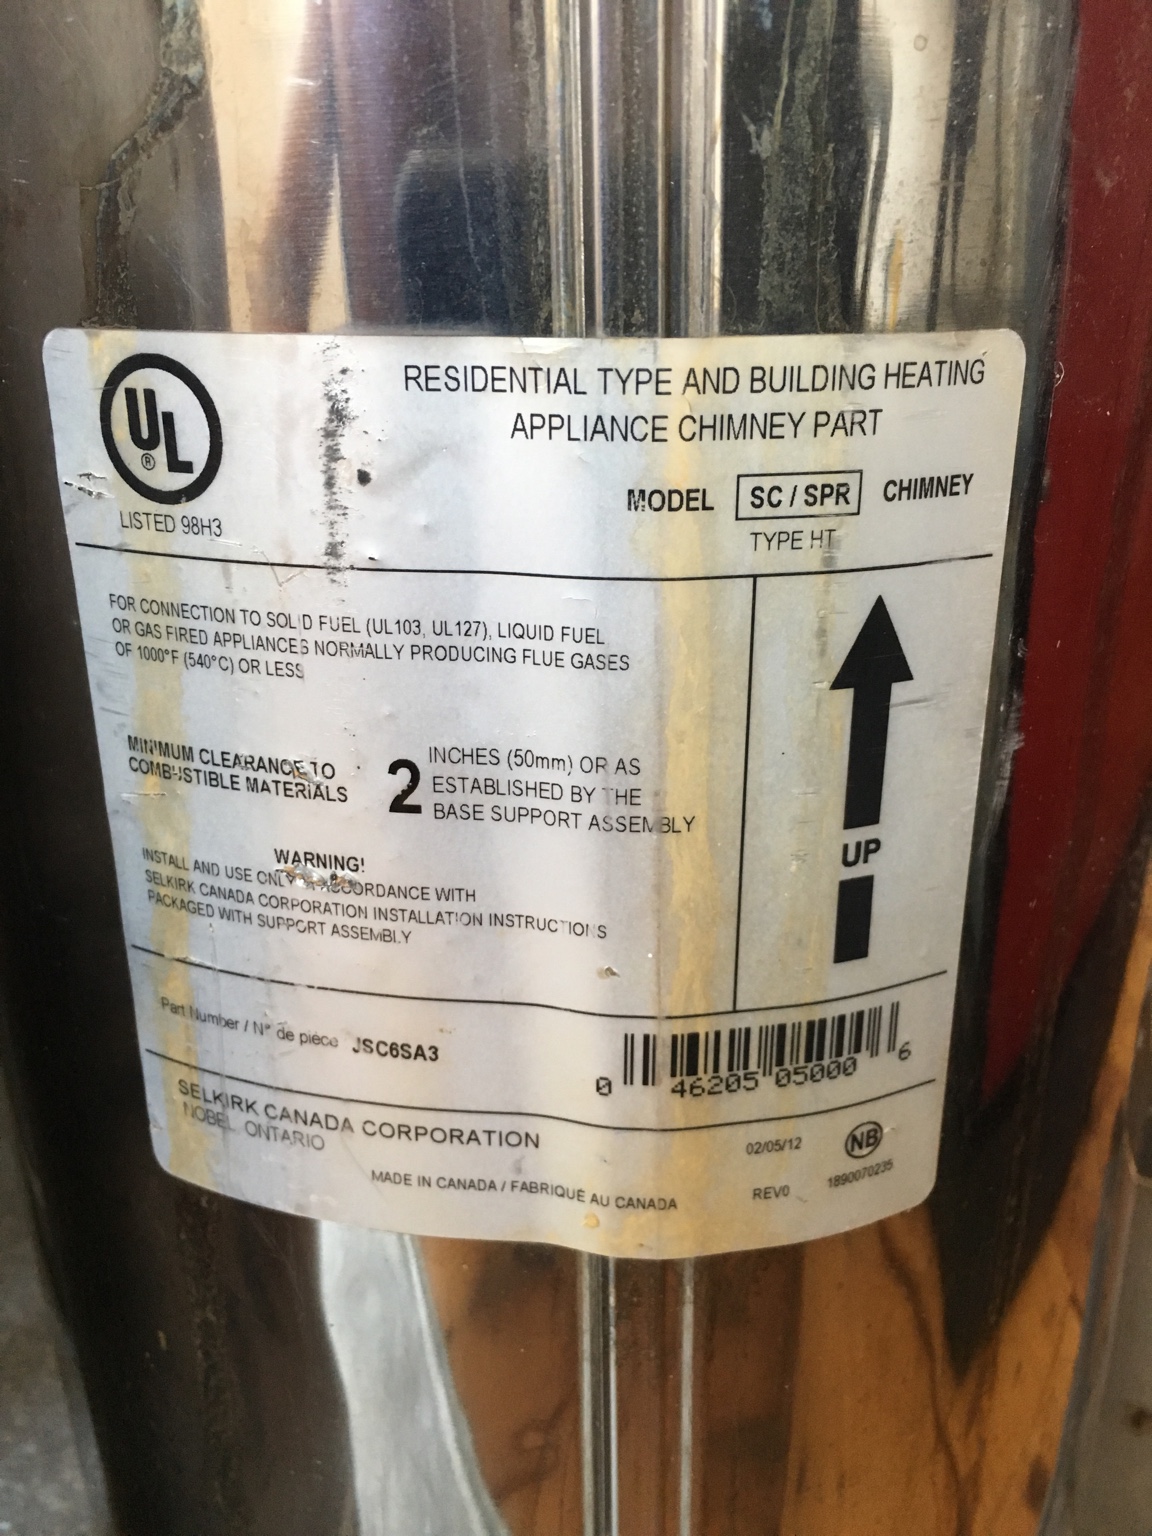 UL
®
LISTED 98H3
RESIDENTIAL TYPE AND BUILDING HEATING
APPLIANCE CHIMNEY PART
MODEL SC / SPR CHIMNEY
TYPE HT
FOR CONNECTION TO SOLID FUEL (UL103, UL127), LIQUID FUEL
OR GAS FIRED APPLIANCES NORMALLY PRODUCING FLUE GASES
OF 1000°F (540°C) OR LESS
MINIMUM CLEARANCE TO
COMBUSTIBLE MATERIALS
2
INCHES (50mm) OR AS
ESTABLISHED BY THE
BASE SUPPORT ASSEMBLY
WARNING!
INSTALL AND USE ONLY IN ACCORDANCE WITH
SELKIRK CANADA CORPORATION INSTALLATION INSTRUCTIONS
PACKAGED WITH SUPPORT ASSEMBLY
UP
Part Number / N° de pièce JSC6SA3
0 46205 05000 6
SELKIRK CANADA CORPORATION
NOBEL ONTARIO
MADE IN CANADA / FABRIQUE AU CANADA
02/05/12
NB
REV0
1890070235